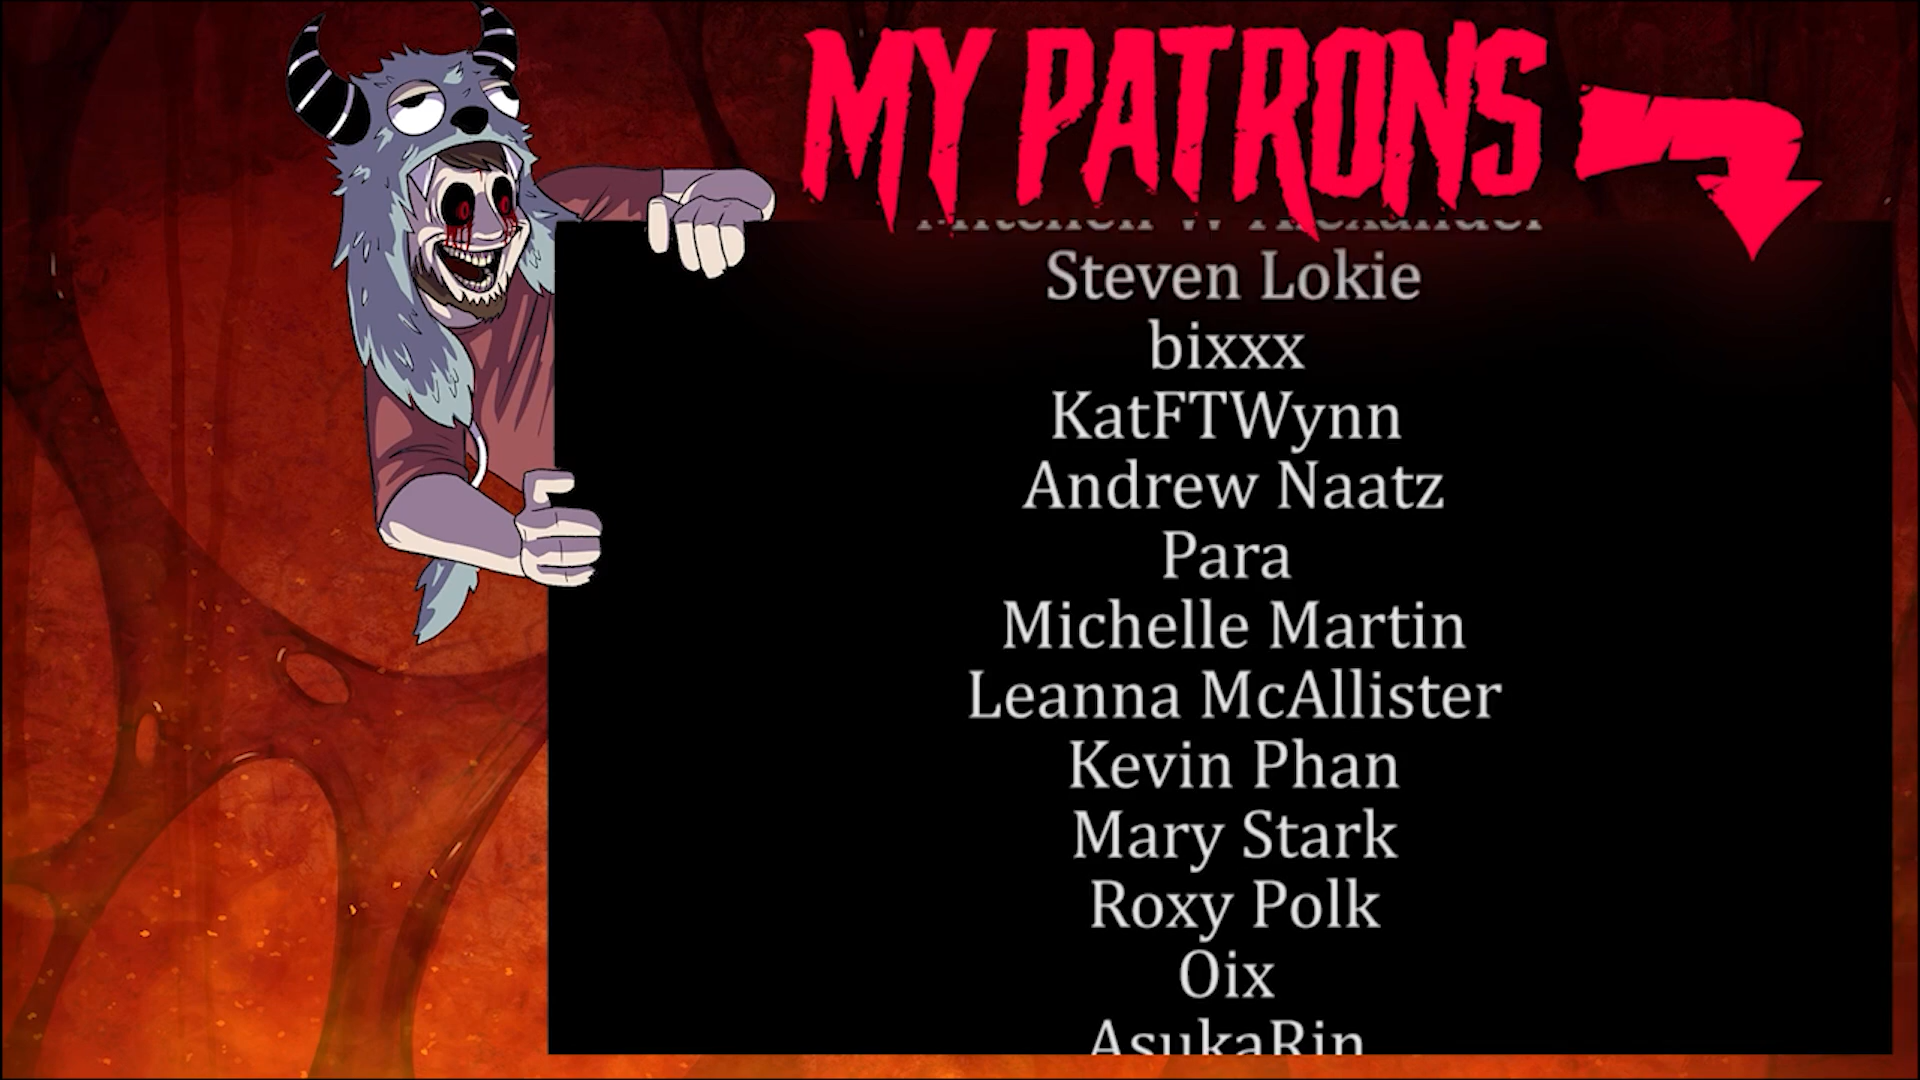 MY PATRONS
Steven Lokie
bixxx
KatFTWynn
Andrew Naatz
Para
Michelle Martin
Leanna McAllister
Kevin Phan
Mary Stark
Roxy Polk
Oix
AsukaRin